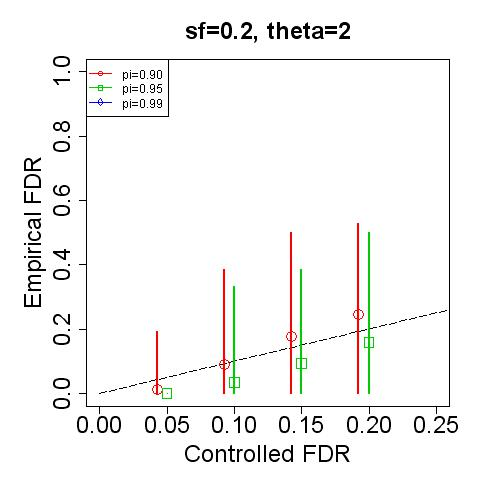 sf=0.2, theta=2
pi=0.90
pi=0.95
pi=0.99
Empirical FDR
1.0
0.8
0.6
0.4
0.2
0.0
0.00 0.05 0.10 0.15 0.20 0.25
Controlled FDR